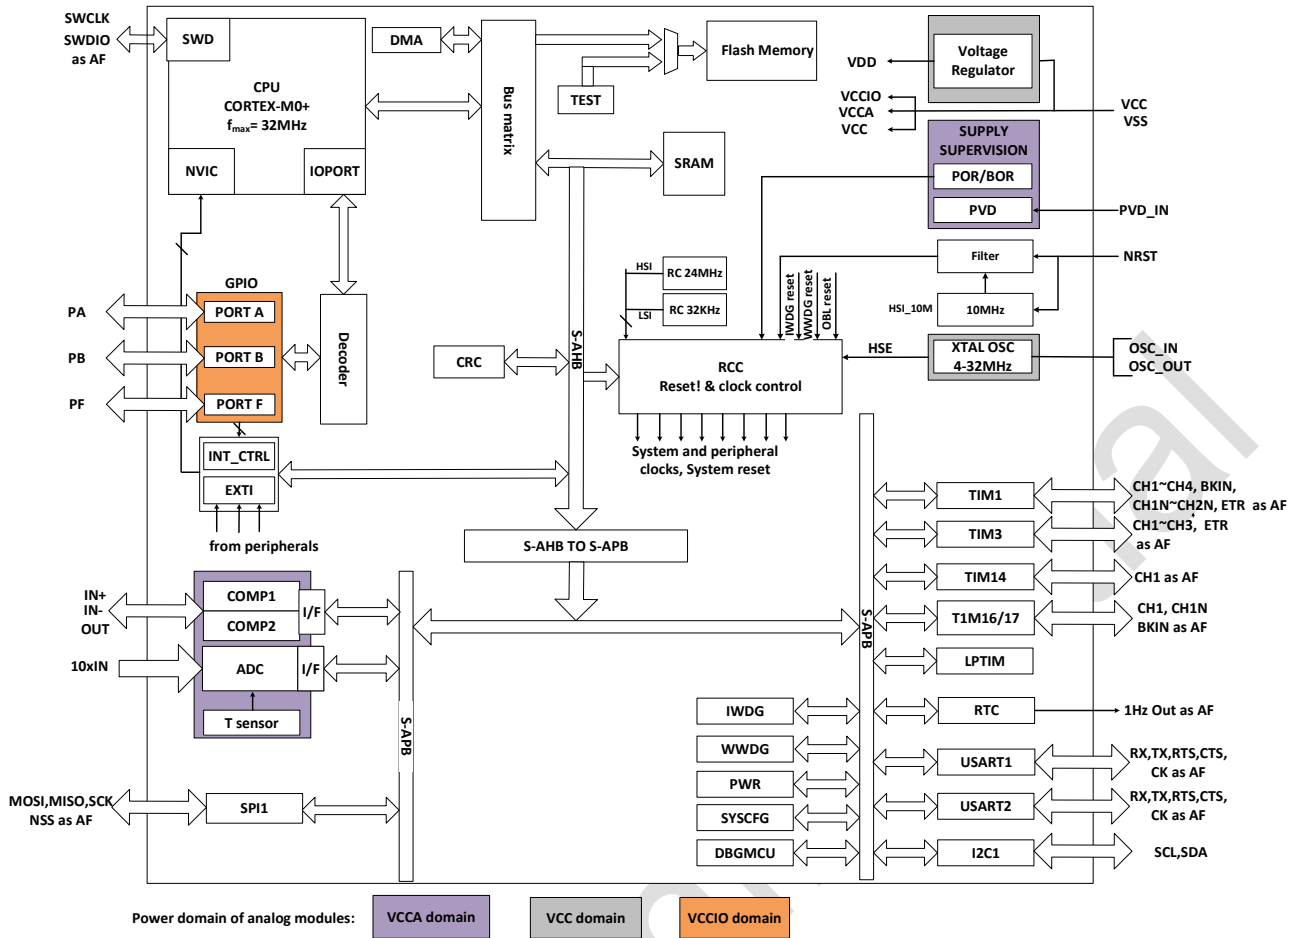 SWCLK
SWDIO
as AF
SWD
CPU
CORTEX-M0+
fmax= 32MHz
NVIC
IOPORT
DMA
Bus matrix
TEST
Flash Memory
SRAM
Voltage
Regulator
VDD
VCCIO
VCCA
VCC
VCC
VSS
SUPPLY
SUPERVISION
POR/BOR
PVD
PVD_IN
Filter
NRST
HSI_10M
10MHz
HSI
RC 24MHz
LSI
RC 32KHz
IWDG reset
WWDG reset
OBL reset
HSE
XTAL OSC
4-32MHz
OSC_IN
OSC_OUT
GPIO
PA
PORT A
PB
PORT B
PF
PORT F
Decoder
CRC
S-AHB
RCC
Reset! & clock control
System and peripheral
clocks, System reset
INT_CTRL
EXTI
from peripherals
S-AHB TO S-APB
IN+
IN-
OUT
COMP1
COMP2
I/F
10xIN
ADC
I/F
T sensor
S-APB
S-APB
MOSI,MISO,SCK
NSS as AF
SPI1
TIM1
CH1~CH4, BKIN,
CH1N~CH2N, ETR as AF
TIM3
CH1~CH3, ETR
as AF
TIM14
CH1 as AF
T1M16/17
CH1, CH1N
BKIN as AF
LPTIM
IWDG
RTC
1Hz Out as AF
WWDG
USART1
RX,TX,RTS,CTS,
CK as AF
PWR
SYSCFG
USART2
RX,TX,RTS,CTS,
CK as AF
DBGMCU
I2C1
SCL,SDA
Power domain of analog modules:
VCCA domain
VCC domain
VCCIO domain